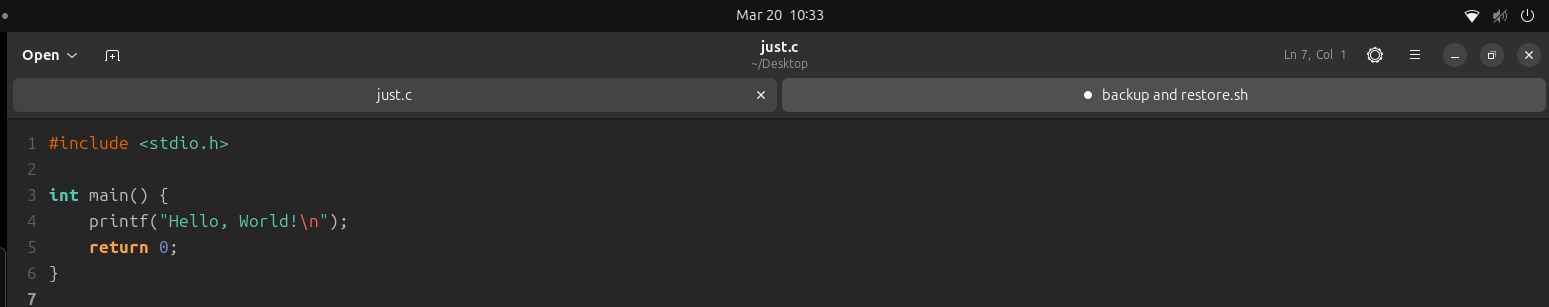 Mar 20 10:33
Open
just.c
~/Desktop
Ln 7, Col 1
just.c
backup and restore.sh
1 #include <stdio.h>
2
3 int main() {
4     printf("Hello, World!\n");
5     return 0;
6 }
7